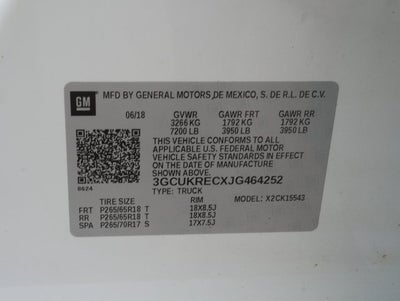 GM MFD BY GENERAL MOTORS DE MEXICO, S. DE R.L. DE C.V.
06/18 GVWR GAWR FRT GAWR RR
3266 KG 1792 KG 1792 KG
7200 LB 3950 LB 3950 LB
THIS VEHICLE CONFORMS TO ALL
APPLICABLE U.S. FEDERAL MOTOR
VEHICLE SAFETY STANDARDS IN EFFECT
ON THE DATE OF MANUFACTURE
SHOWN ABOVE.
0624 3GCUKRECXJG464252
TYPE: TRUCK
TIRE SIZE RIM MODEL: X2CK15543
FRT P265/65R18 T 18X8.5J
RR P265/65R18 T 18X8.5J
SPA P265/70R17 S 17X7.5J